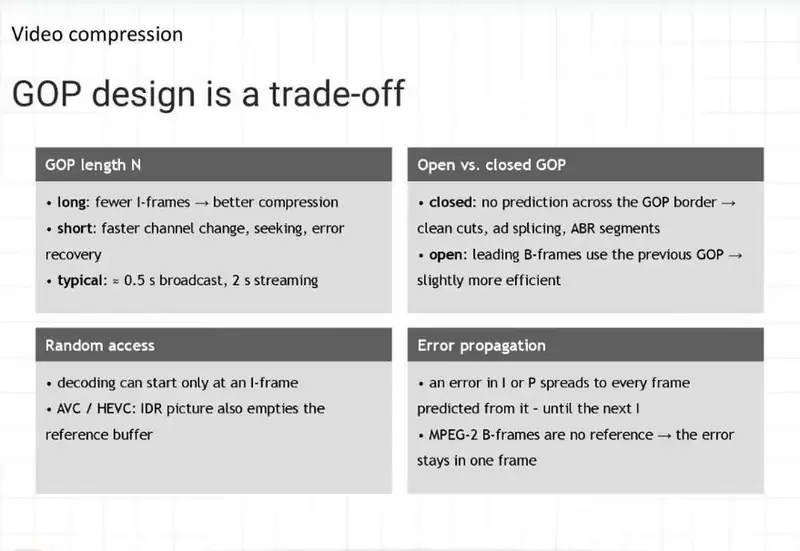 Video compression
GOP design is a trade-off
GOP length N
• long: fewer I-frames → better compression
• short: faster channel change, seeking, error
recovery
• typical: ≈ 0.5 s broadcast, 2 s streaming
Open vs. closed GOP
• closed: no prediction across the GOP border →
clean cuts, ad splicing, ABR segments
• open: leading B-frames use the previous GOP →
slightly more efficient
Random access
• decoding can start only at an I-frame
• AVC / HEVC: IDR picture also empties the
reference buffer
Error propagation
• an error in I or P spreads to every frame
predicted from it – until the next I
• MPEG-2 B-frames are no reference → the error
stays in one frame